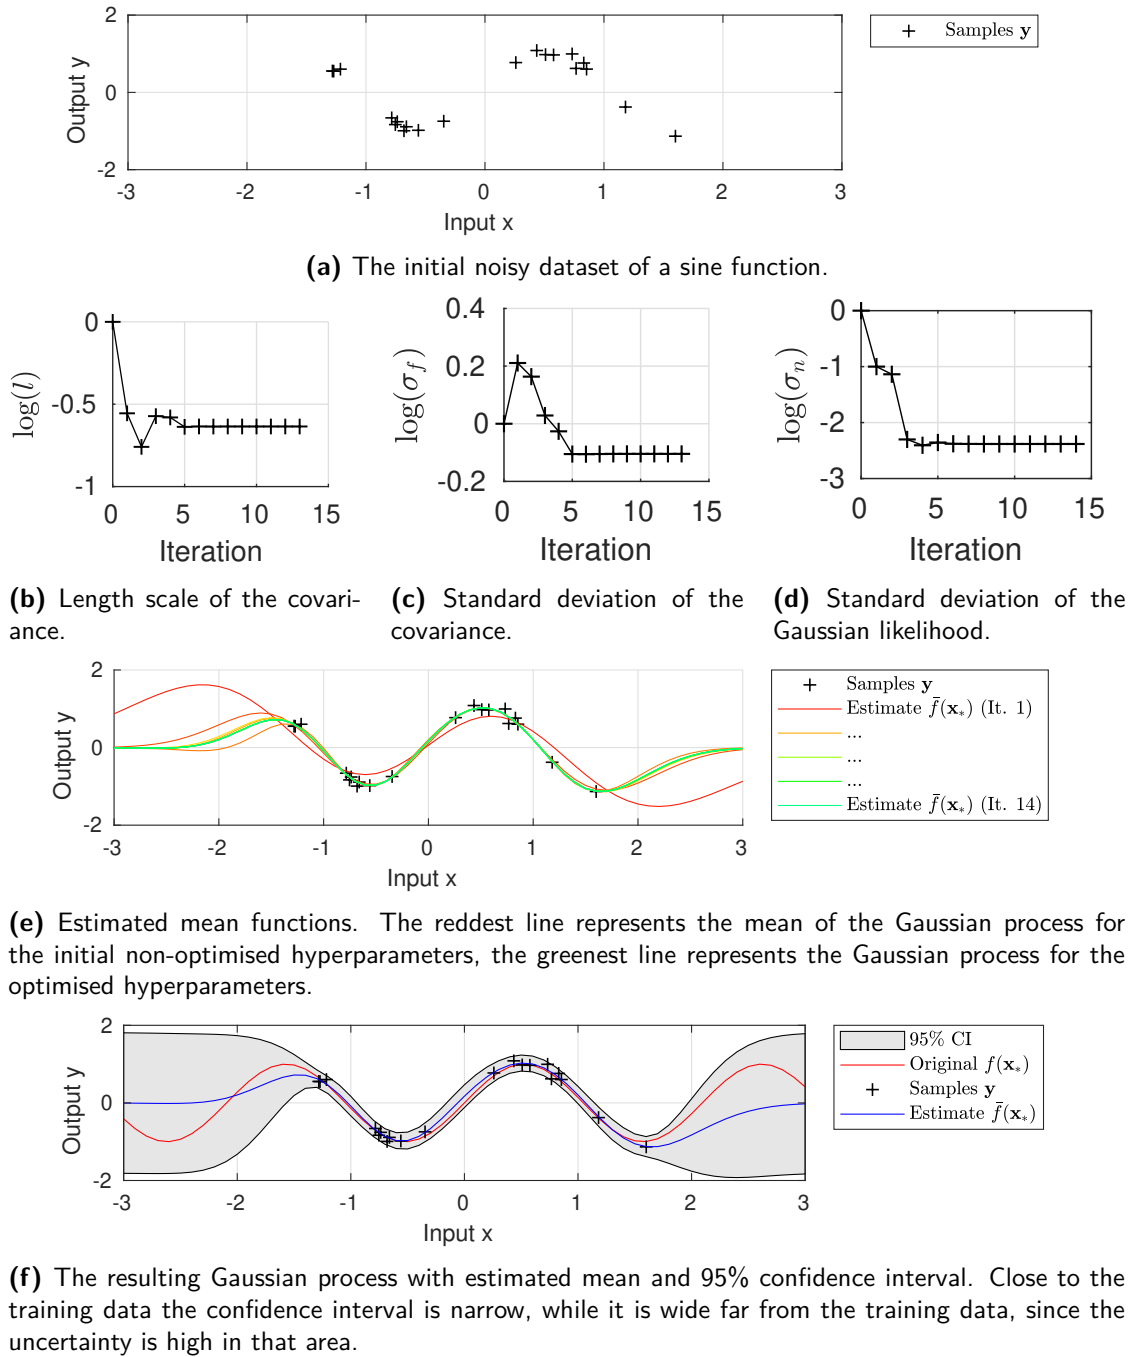 2
0
-2
Output y
-3 -2 -1 0 1 2 3
Input x
Samples y
(a) The initial noisy dataset of a sine function.
0
-0.5
-1
log(l)
0 5 10 15
Iteration
0.4
0.2
0
-0.2
log(σ_f)
0 5 10 15
Iteration
0
-1
-2
-3
log(σ_n)
0 5 10 15
Iteration
(b) Length scale of the covari-
ance.
(c) Standard deviation of the
covariance.
(d) Standard deviation of the
Gaussian likelihood.
2
0
-2
Output y
-3 -2 -1 0 1 2 3
Input x
Samples y
Estimate f̄(x∗) (It. 1)
...
...
...
Estimate f̄(x∗) (It. 14)
(e) Estimated mean functions. The reddest line represents the mean of the Gaussian process for
the initial non-optimised hyperparameters, the greenest line represents the Gaussian process for the
optimised hyperparameters.
2
0
-2
Output y
-3 -2 -1 0 1 2 3
Input x
95% CI
Original f(x∗)
Samples y
Estimate f̄(x∗)
(f) The resulting Gaussian process with estimated mean and 95% confidence interval. Close to the
training data the confidence interval is narrow, while it is wide far from the training data, since the
uncertainty is high in that area.